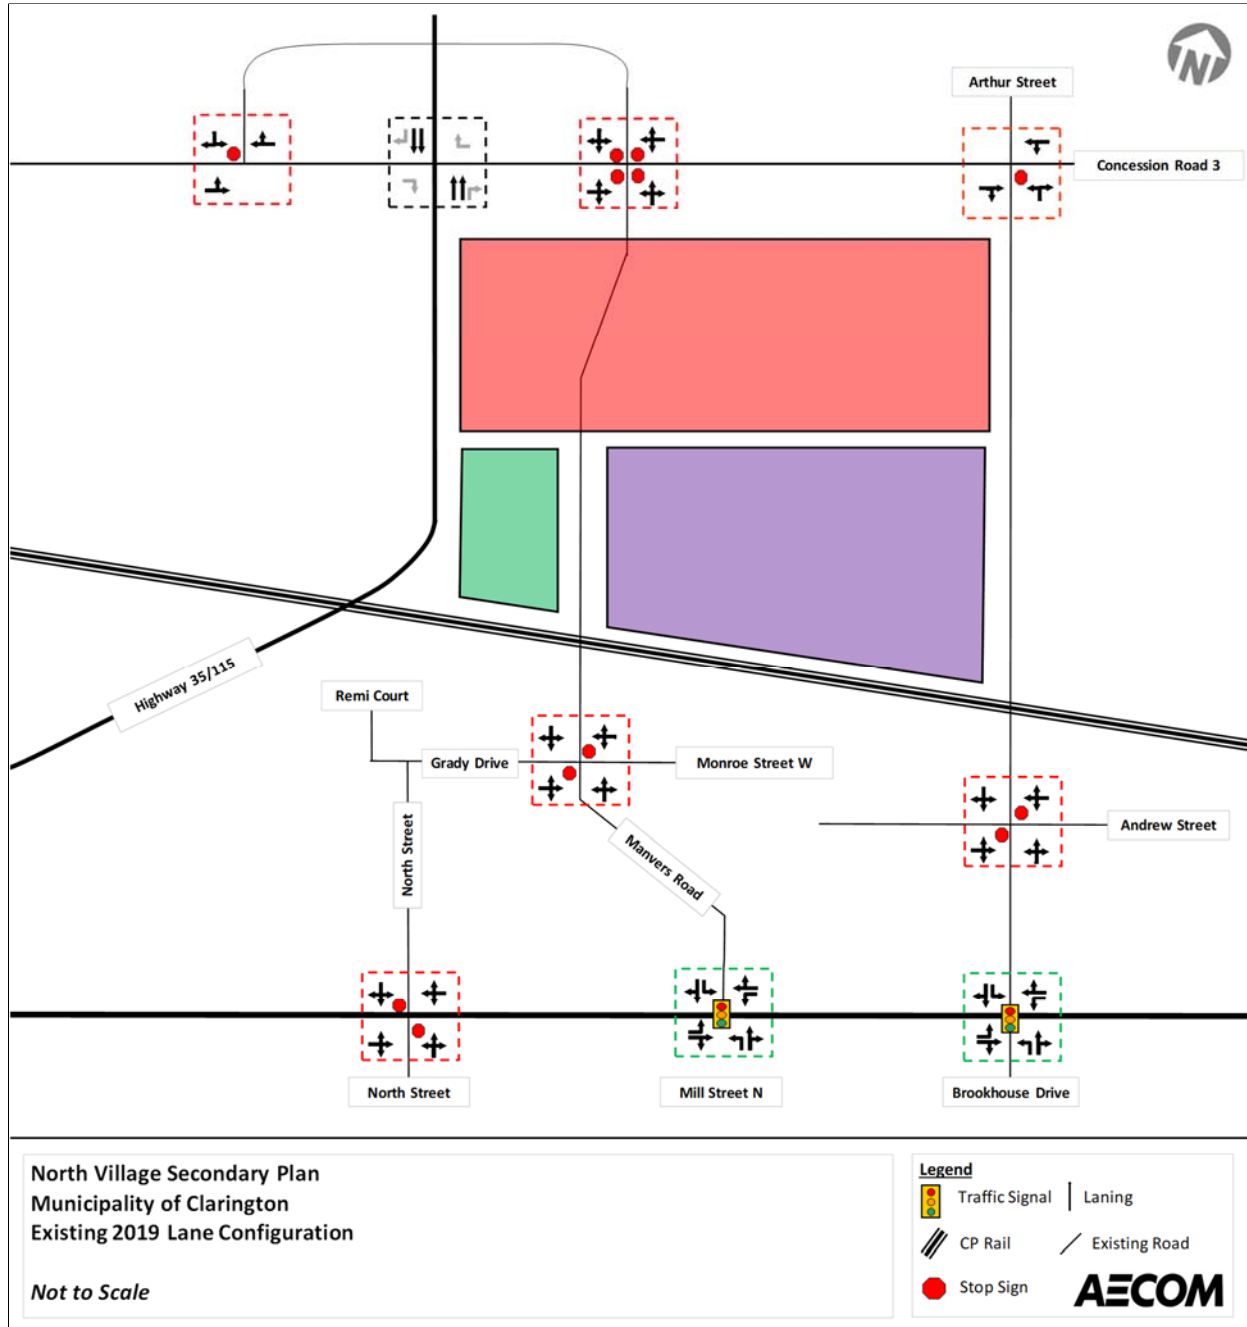 N
Arthur Street
Concession Road 3
Highway 35/115
Remi Court
Grady Drive
Monroe Street W
North Street
Manvers Road
Andrew Street
North Street
Mill Street N
Brookhouse Drive
North Village Secondary Plan
Municipality of Clarington
Existing 2019 Lane Configuration
Not to Scale
Legend
Traffic Signal
Laning
CP Rail
Existing Road
Stop Sign
AECOM